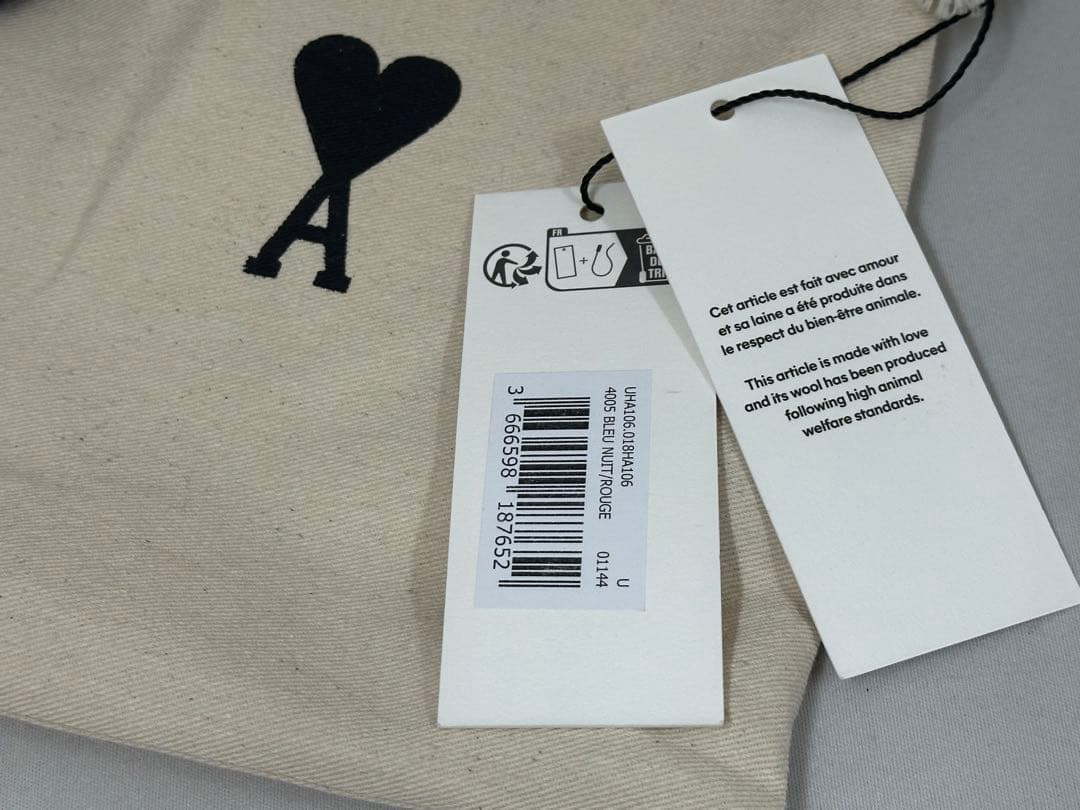 A
FR
+
Cet article est fait avec amour
et sa laine a été produite dans
le respect du bien-être animale.
This article is made with love
and its wool has been produced
following high animal
welfare standards.
UHA106.018HA106 U
4005 BLEU NUIT/ROUGE 01144
3 666598 187652